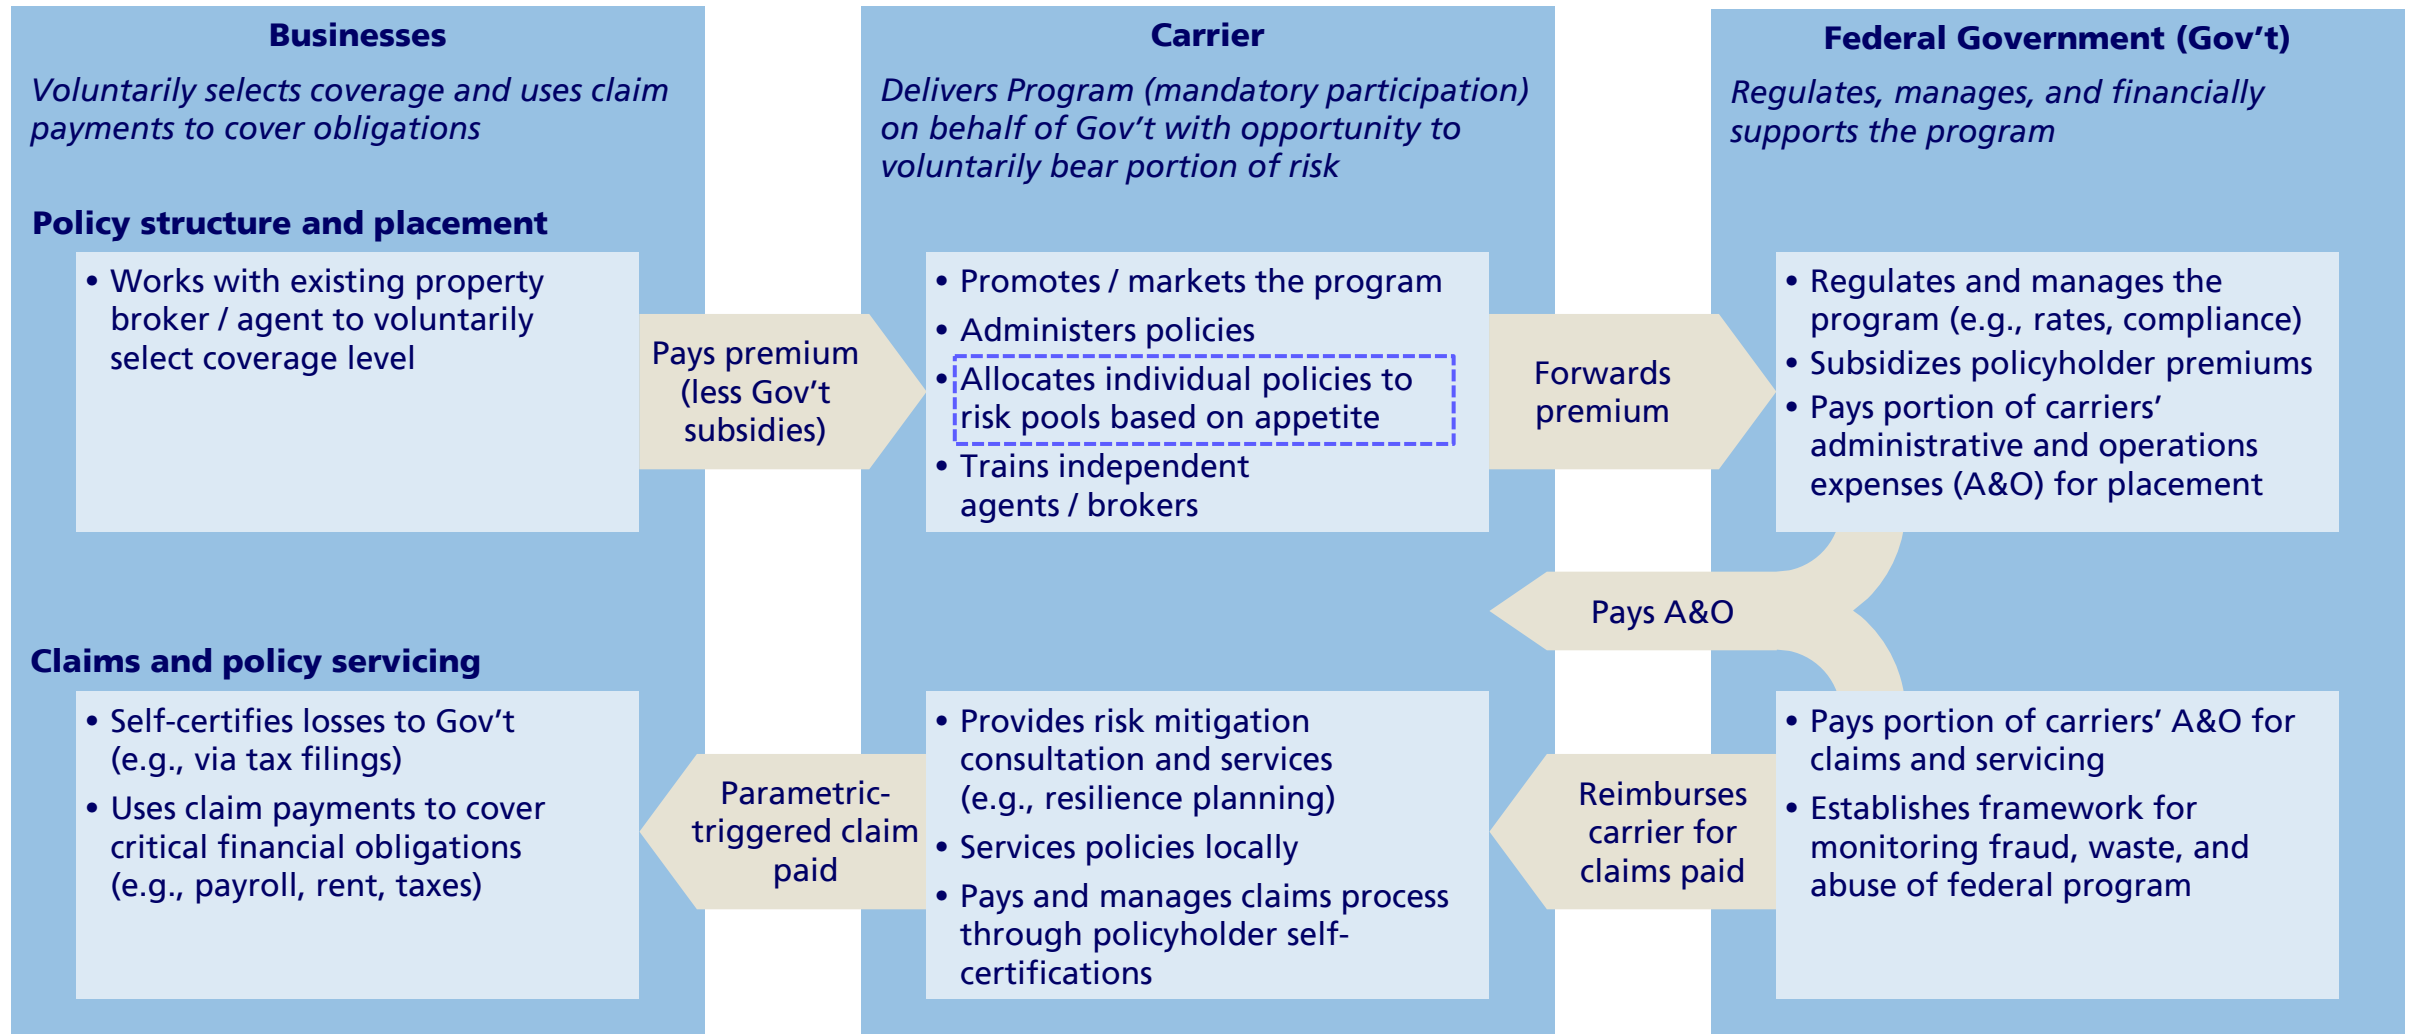 Businesses
Voluntarily selects coverage and uses claim
payments to cover obligations
Carrier
Delivers Program (mandatory participation)
on behalf of Gov't with opportunity to
voluntarily bear portion of risk
Federal Government (Gov't)
Regulates, manages, and financially
supports the program
Policy structure and placement
• Works with existing property
broker / agent to voluntarily
select coverage level
Pays premium
(less Gov't
subsidies)
• Promotes / markets the program
• Administers policies
• Allocates individual policies to
risk pools based on appetite
• Trains independent
agents / brokers
Forwards
premium
• Regulates and manages the
program (e.g., rates, compliance)
• Subsidizes policyholder premiums
• Pays portion of carriers'
administrative and operations
expenses (A&O) for placement
Pays A&O
Claims and policy servicing
• Self-certifies losses to Gov't
(e.g., via tax filings)
• Uses claim payments to cover
critical financial obligations
(e.g., payroll, rent, taxes)
Parametric-
triggered claim
paid
• Provides risk mitigation
consultation and services
(e.g., resilience planning)
• Services policies locally
• Pays and manages claims process
through policyholder self-
certifications
Reimburses
carrier for
claims paid
• Pays portion of carriers' A&O for
claims and servicing
• Establishes framework for
monitoring fraud, waste, and
abuse of federal program